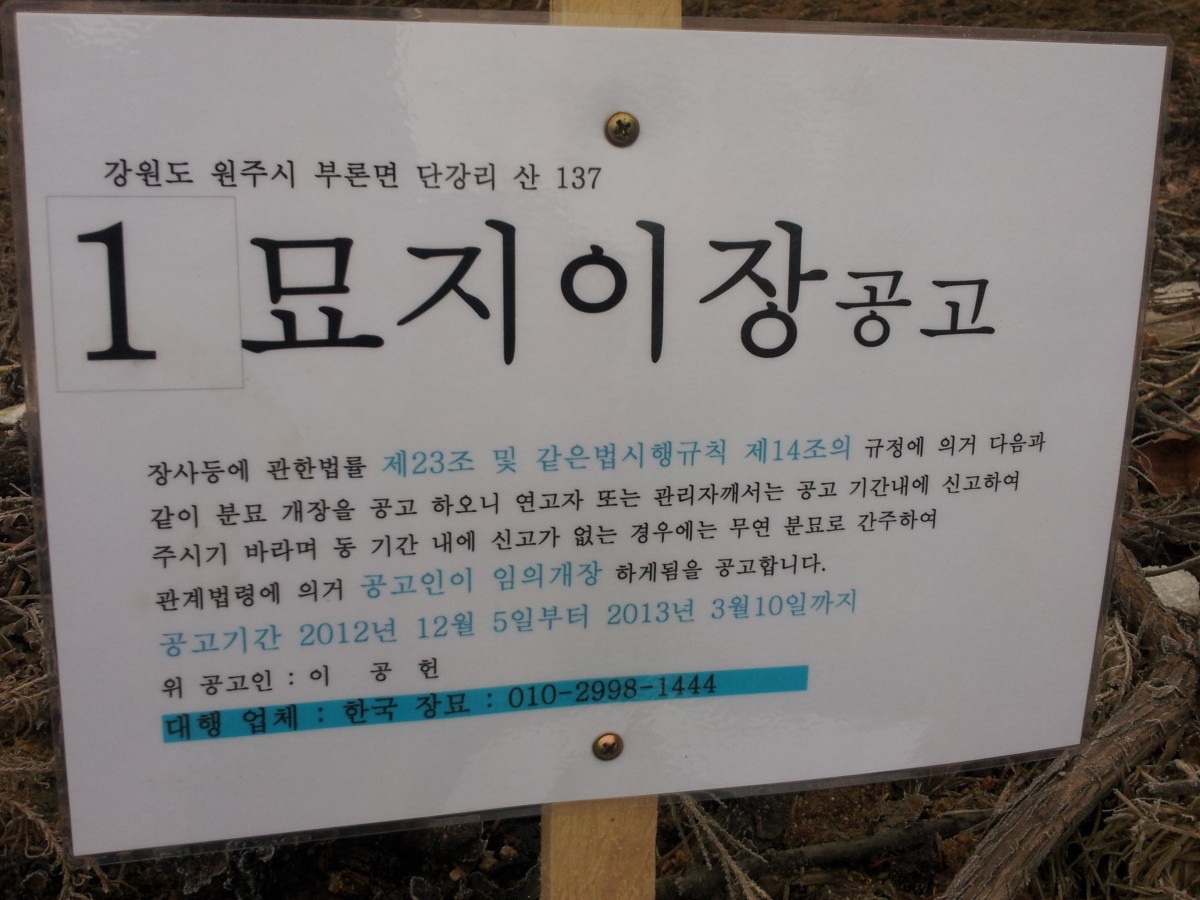 강원도 원주시 부론면 단강리 산 137
1 묘지이장공고
장사등에 관한법률 제23조 및 같은법시행규칙 제14조의 규정에 의거 다음과
같이 분묘 개장을 공고 하오니 연고자 또는 관리자께서는 공고 기간내에 신고하여
주시기 바라며 동 기간 내에 신고가 없는 경우에는 무연 분묘로 간주하여
관계법령에 의거 공고인이 임의개장 하게됨을 공고합니다.
공고기간 2012년 12월 5일부터 2013년 3월10일까지
위 공고인 : 이 공 헌
대행 업체 : 한국 장묘 : 010-2998-1444